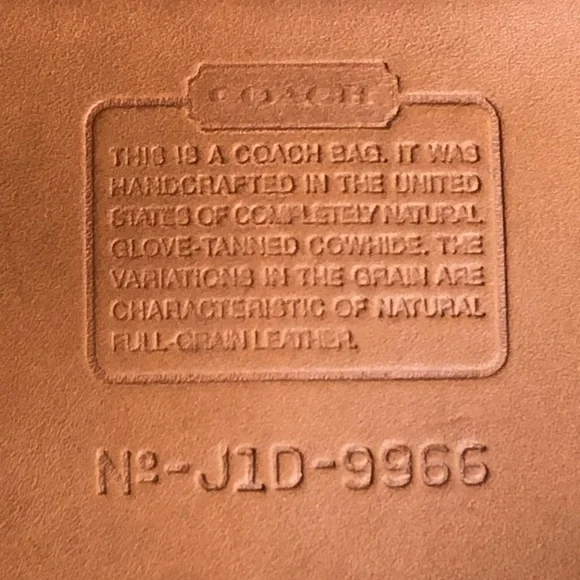 COACH
THIS IS A COACH BAG. IT WAS
HANDCRAFTED IN THE UNITED
STATES OF COMPLETELY NATURAL
GLOVE-TANNED COWHIDE. THE
VARIATIONS IN THE GRAIN ARE
CHARACTERISTIC OF NATURAL
FULL-GRAIN LEATHER.
Nº-J1D-9966